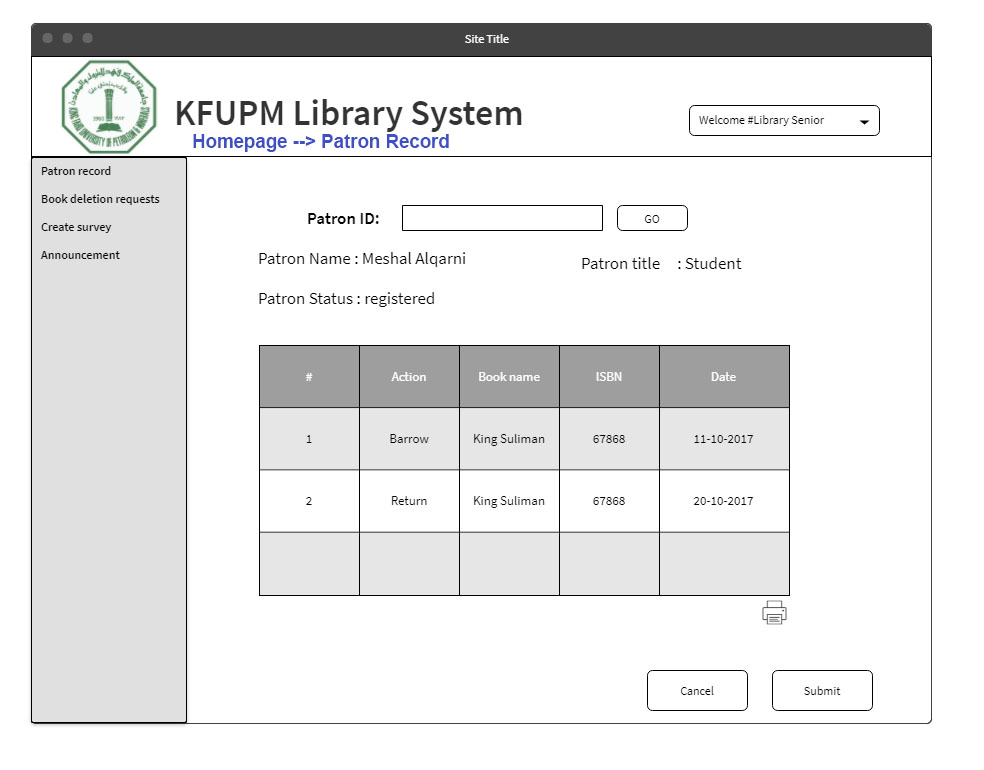 Site Title
KFUPM Library System
Homepage --> Patron Record
Welcome #Library Senior
Patron record
Book deletion requests
Create survey
Announcement
Patron ID:
GO
Patron Name : Meshal Alqarni
Patron title : Student
Patron Status : registered
# Action Book name ISBN Date
1 Barrow King Suliman 67868 11-10-2017
2 Return King Suliman 67868 20-10-2017
Cancel Submit